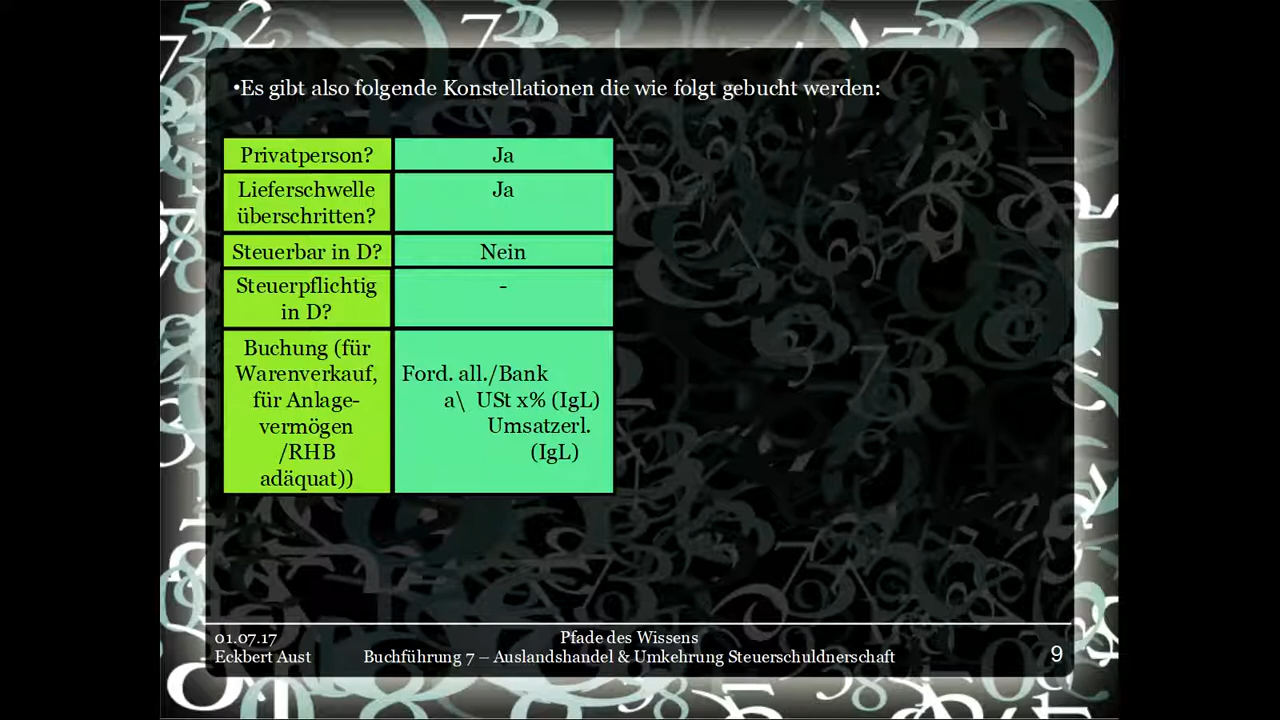 •Es gibt also folgende Konstellationen die wie folgt gebucht werden:
Privatperson?
Ja
Lieferschwelle
überschritten?
Ja
Steuerbar in D?
Nein
Steuerpflichtig
in D?
-
Buchung (für
Warenverkauf,
für Anlage-
vermögen
/RHB
adäquat))
Ford. all./Bank
a\ USt x% (IgL)
Umsatzerl.
(IgL)
01.07.17
Eckbert Aust
Pfade des Wissens
Buchführung 7 – Auslandshandel & Umkehrung Steuerschuldnerschaft
9